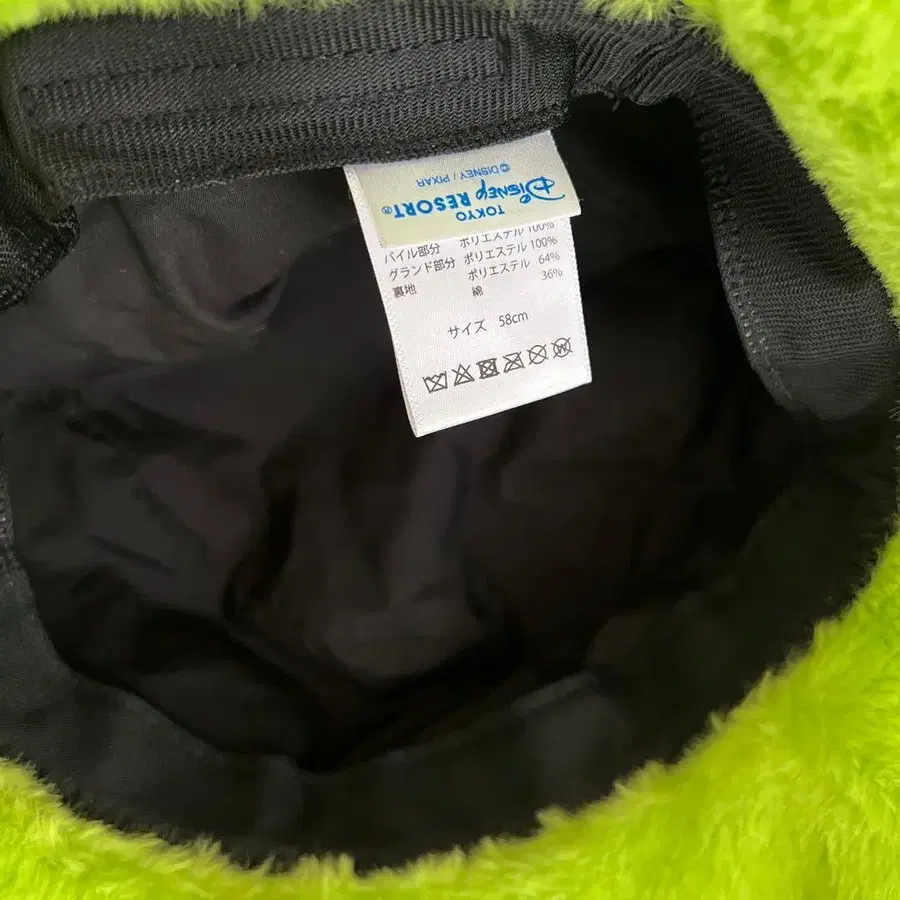 TOKYO
DISNEY RESORT®
© DISNEY / PIXAR
パイル部分 ポリエステル 100%
グランド部分 ポリエステル 100%
裏地 ポリエステル 64%
綿 36%
サイズ 58cm